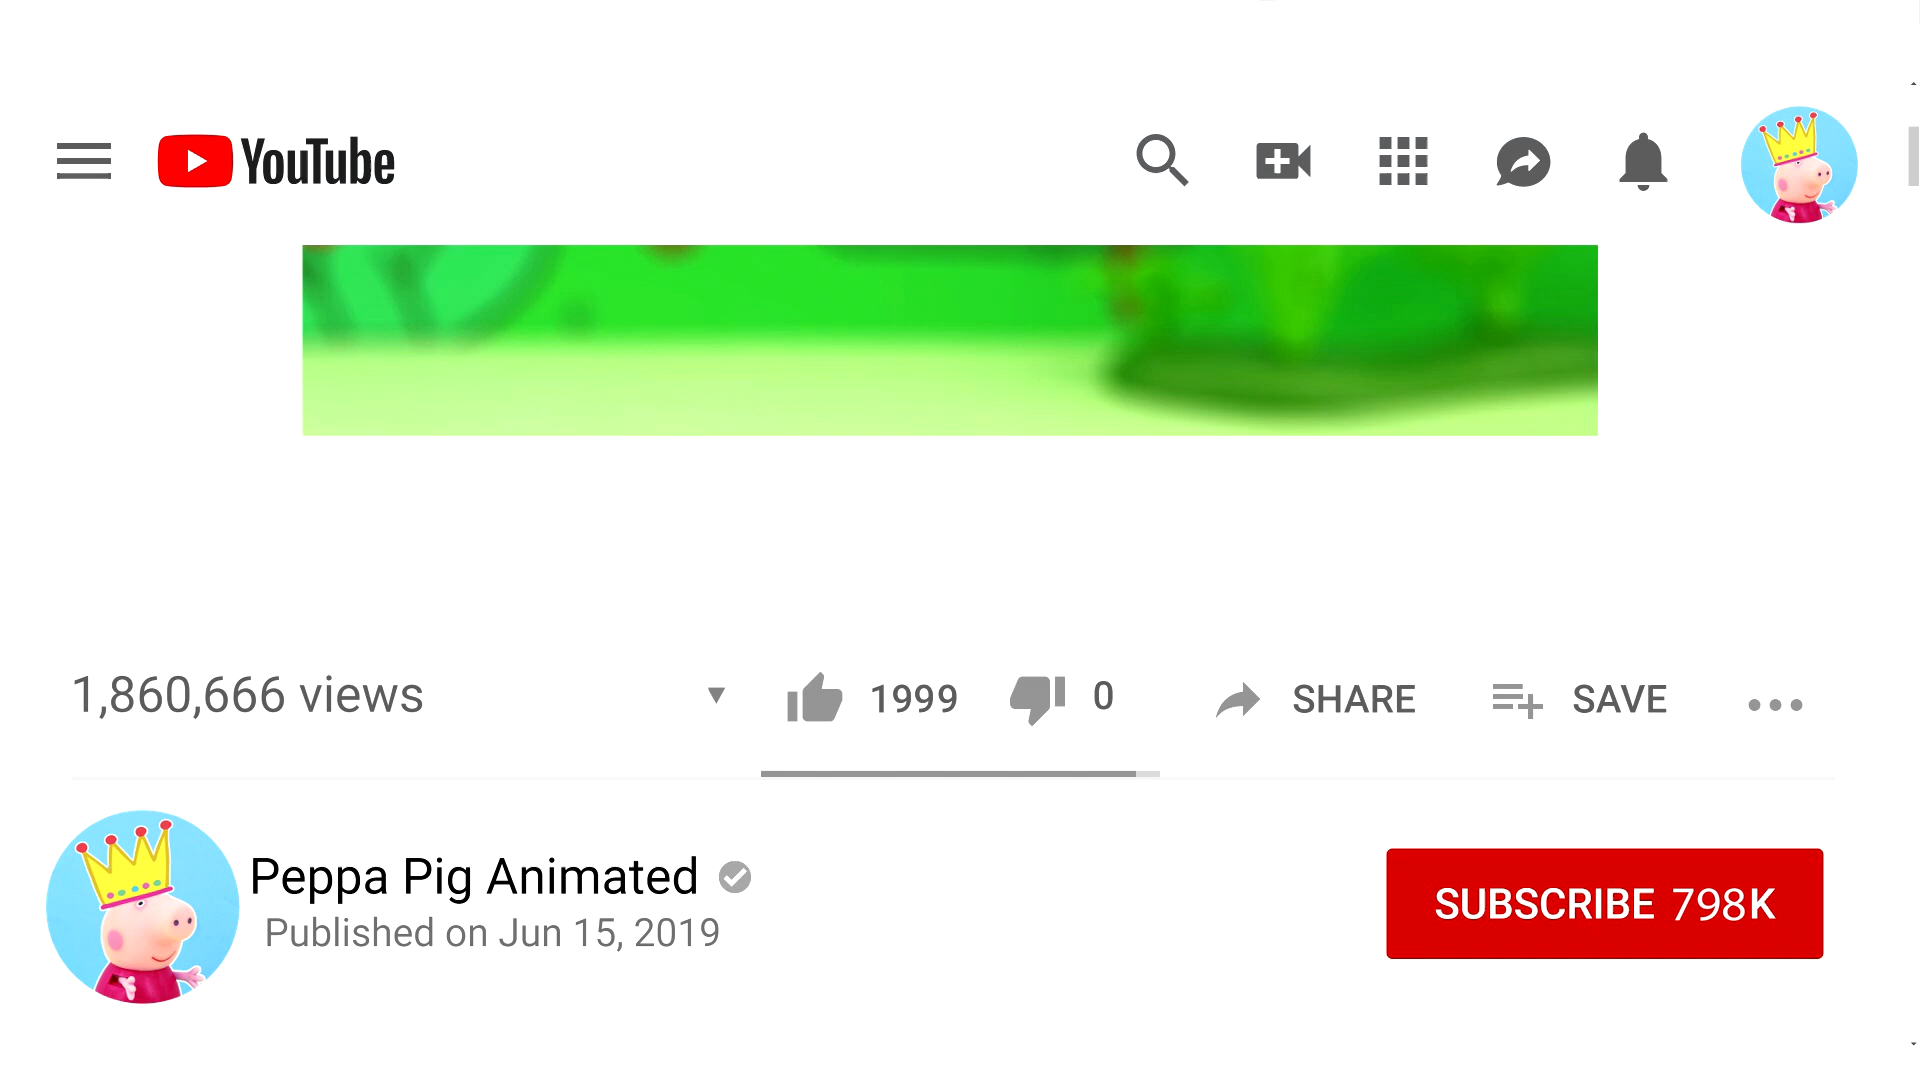 YouTube
1,860,666 views
1999
0
SHARE
SAVE
Peppa Pig Animated
Published on Jun 15, 2019
SUBSCRIBE 798K